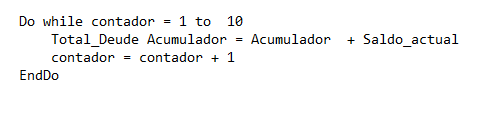 Do while contador = 1 to  10
    Total_Deude Acumulador = Acumulador  + Saldo_actual
    contador = contador + 1
EndDo